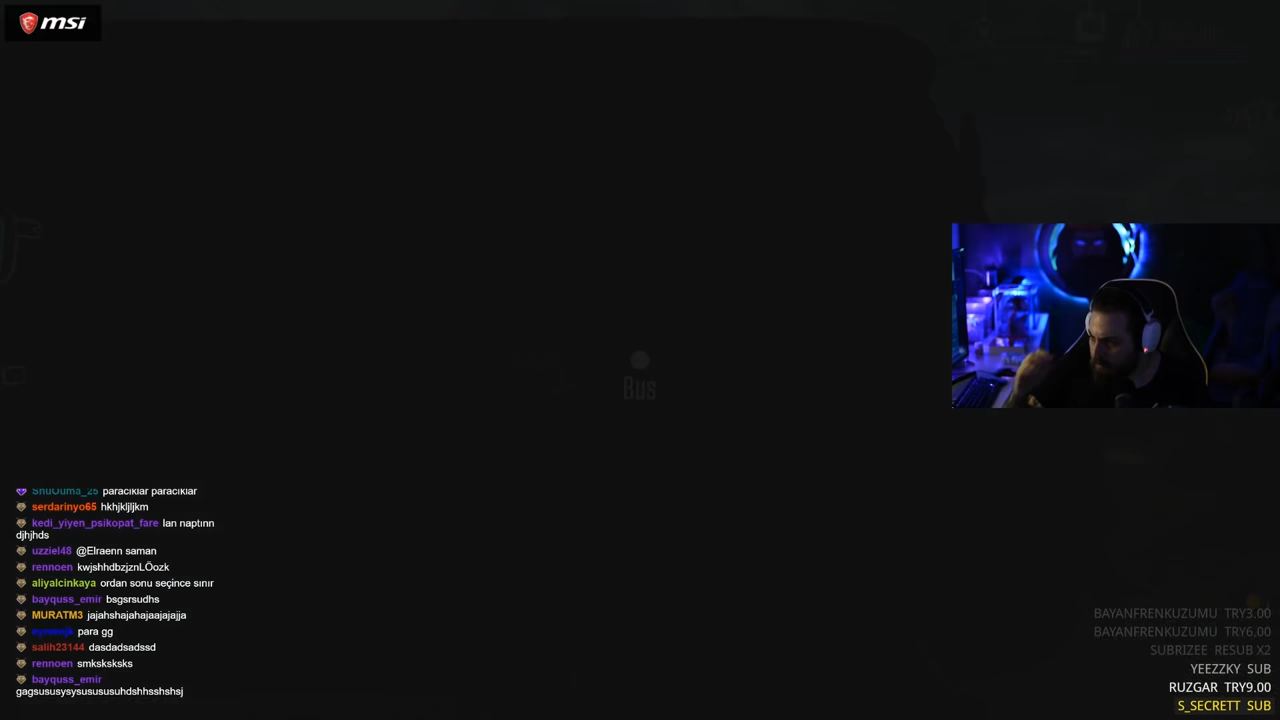 msi
Bus
ShuOuma_25 paracıklar paracıklar
serdarinyo65 hkhjkljljkm
kedi_yiyen_psikopat_fare lan naptınn
djhjhds
uzziel48 @Elraenn saman
rennoen kwjshhdbzjznLÖozk
aliyalcinkaya ordan sonu seçince sınır
bayquss_emir bsgsrsudhs
MURATM3 jajahshajahajaajajajja
para gg
salih23144 dasdadsadssd
rennoen smksksksks
bayquss_emir
gagsususysysusususuhdshhsshshsj
BAYANFRENKUZUMU TRY3.00
BAYANFRENKUZUMU TRY6.00
SUBRIZEE RESUB X2
YEEZZKY SUB
RUZGAR TRY9.00
S_SECRETT SUB